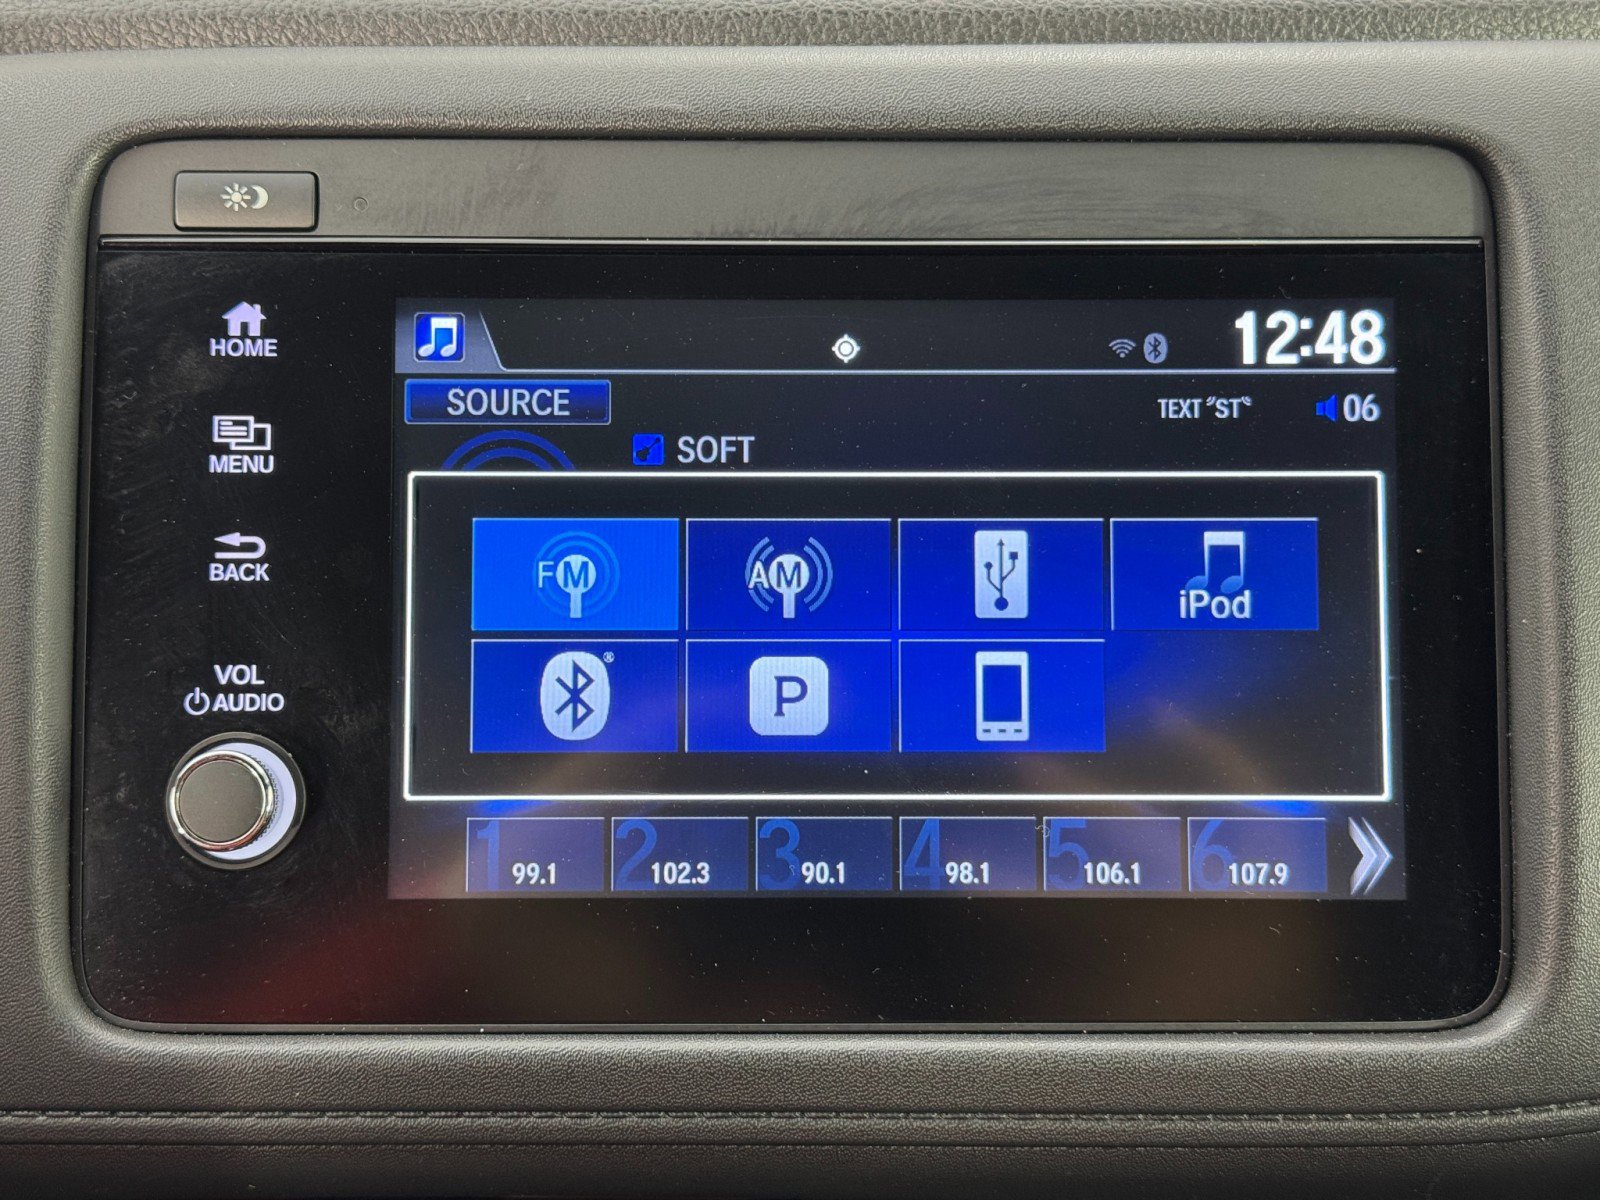 HOME
MENU
BACK
VOL
AUDIO
12:48
SOURCE
TEXT "ST"
06
SOFT
FM
AM
iPod
®
P
1 99.1
2 102.3
3 90.1
4 98.1
5 106.1
6 107.9